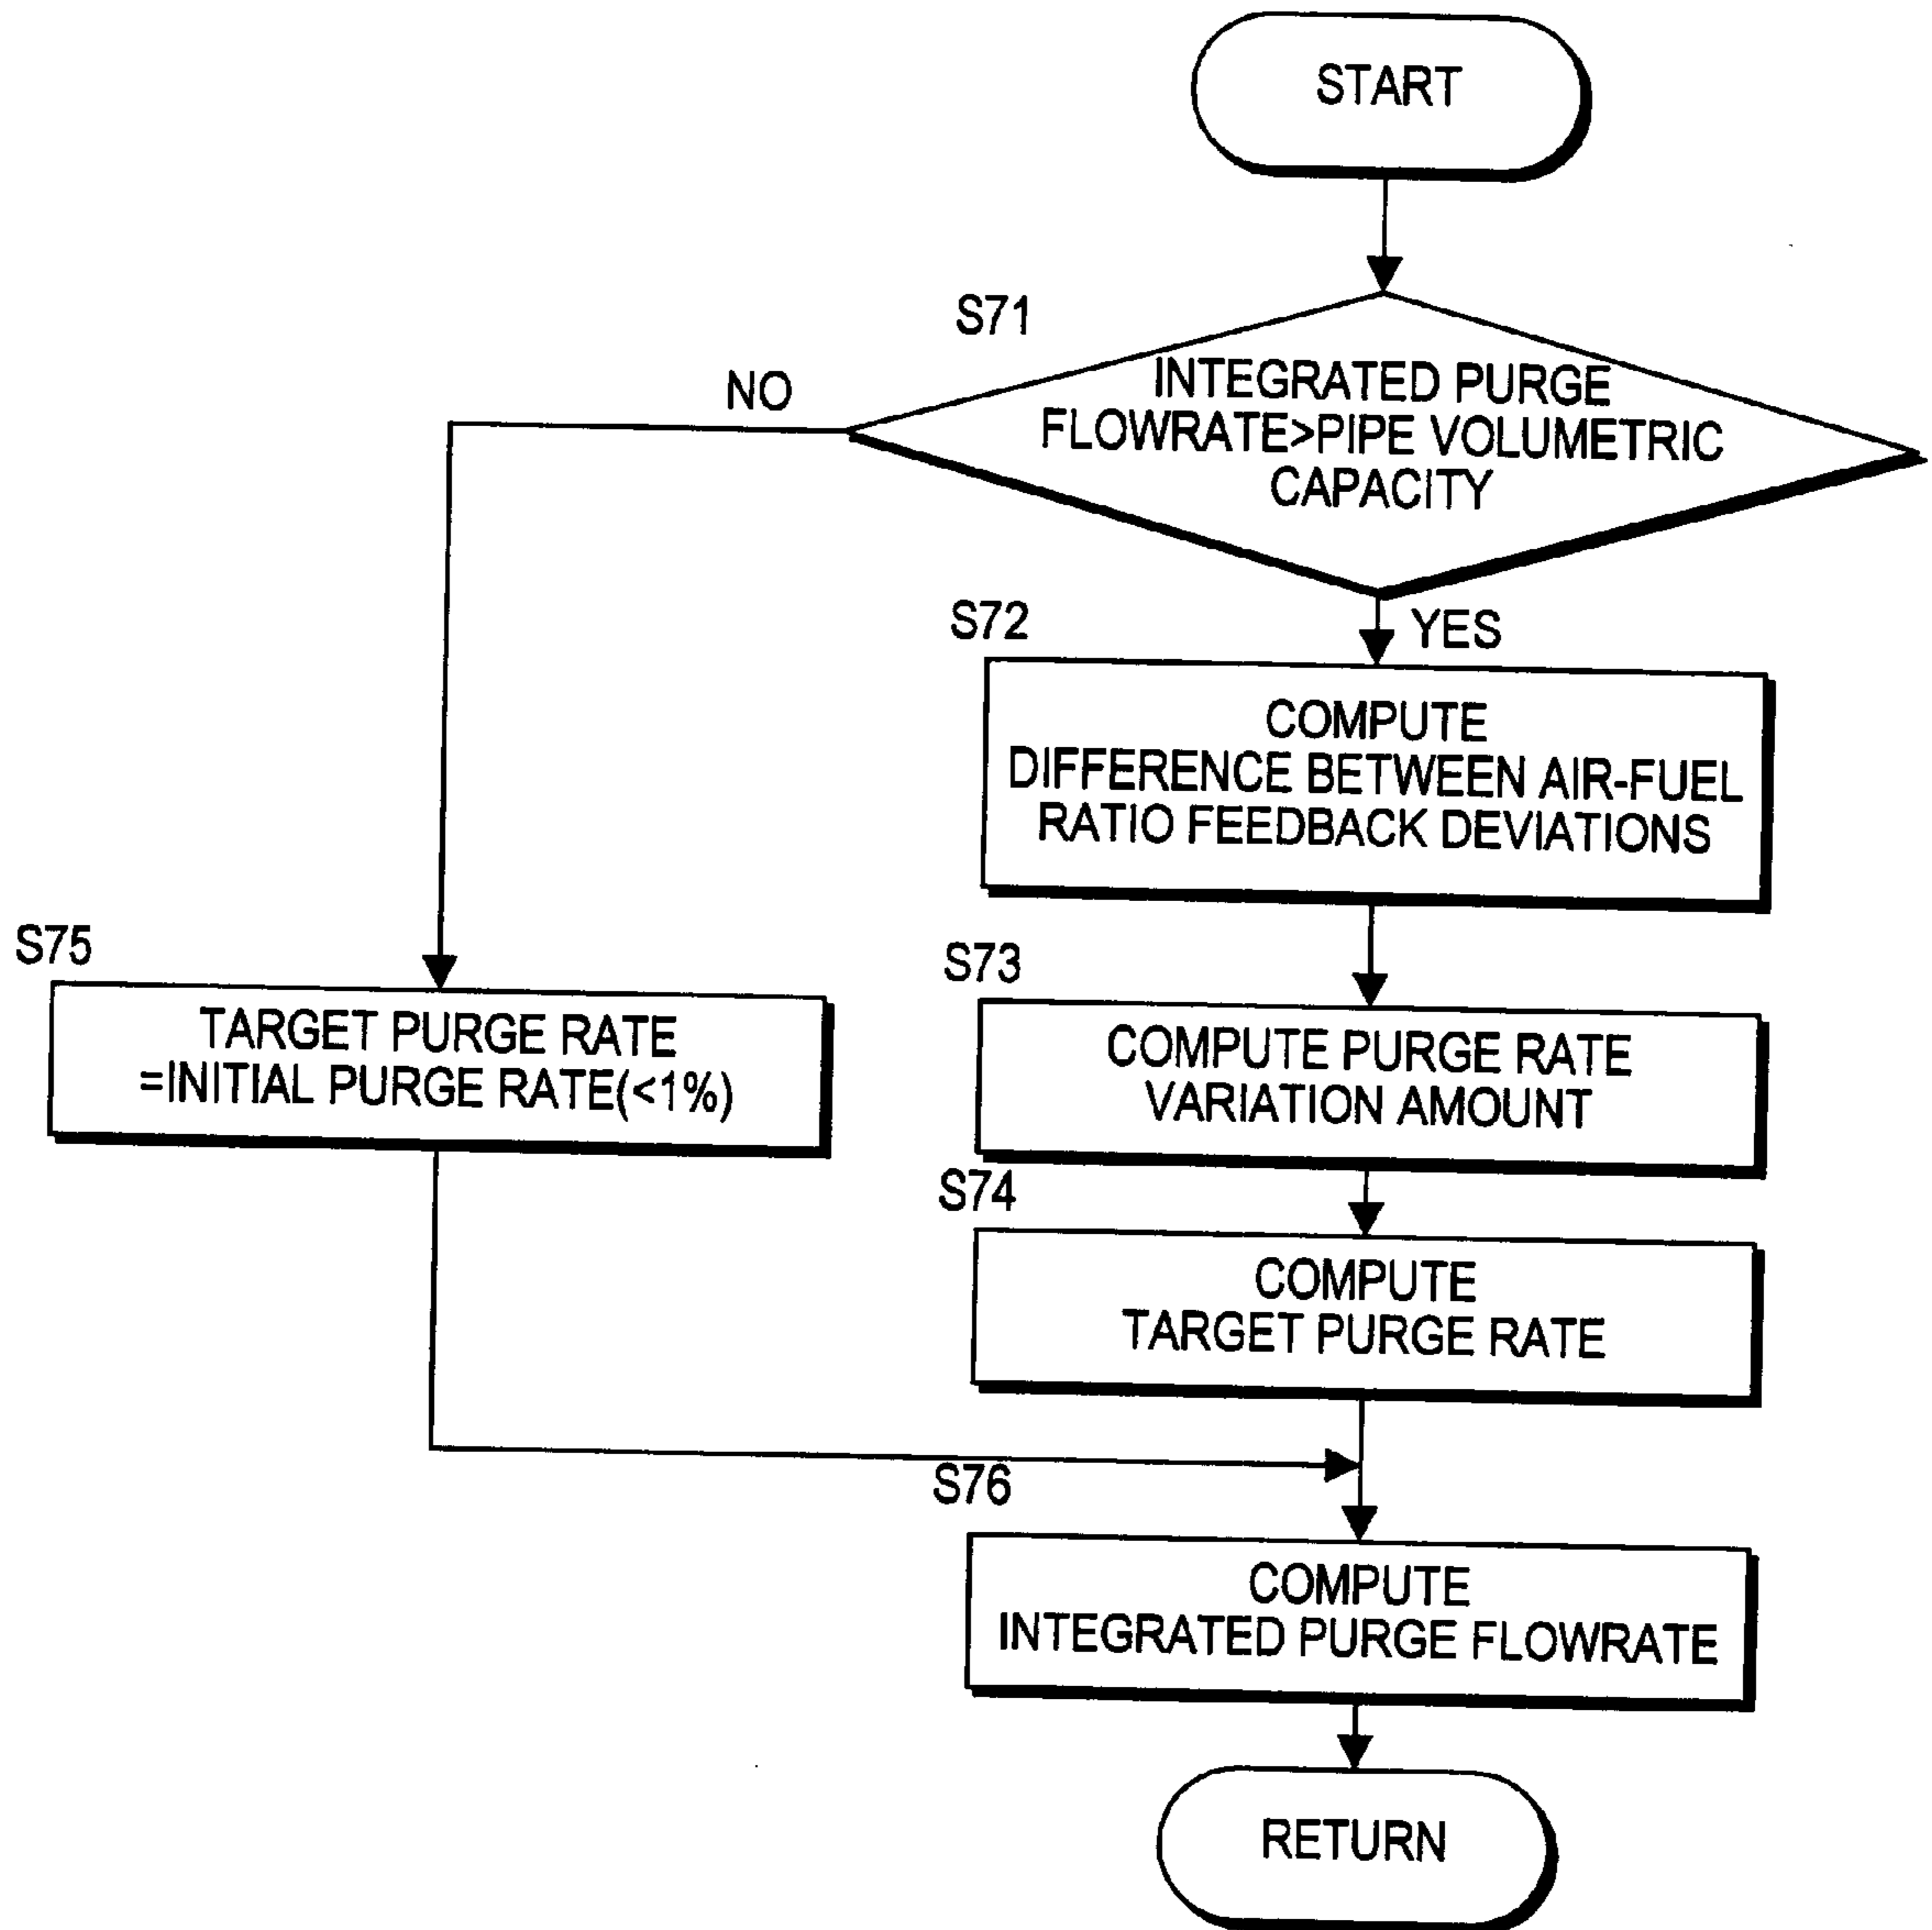 START
S71
INTEGRATED PURGE
FLOWRATE>PIPE VOLUMETRIC
CAPACITY
NO
YES
S72
COMPUTE
DIFFERENCE BETWEEN AIR-FUEL
RATIO FEEDBACK DEVIATIONS
S73
COMPUTE PURGE RATE
VARIATION AMOUNT
S75
TARGET PURGE RATE
=INITIAL PURGE RATE(<1%)
S74
COMPUTE
TARGET PURGE RATE
S76
COMPUTE
INTEGRATED PURGE FLOWRATE
RETURN